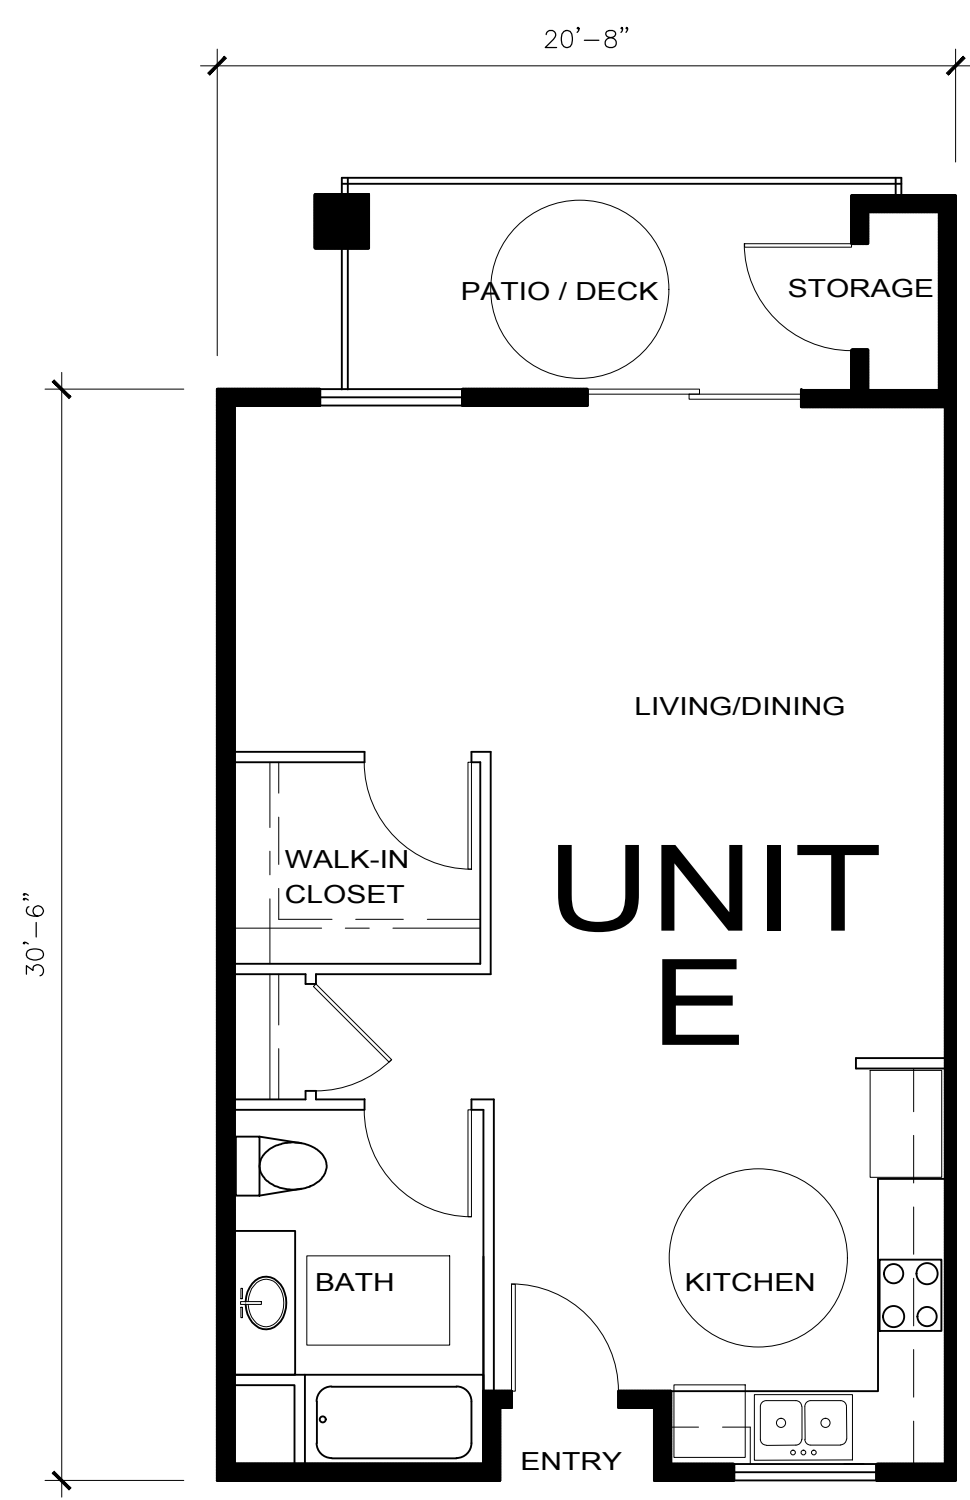 20'-8"
PATIO / DECK
STORAGE
LIVING/DINING
WALK-IN
CLOSET
UNIT
E
30'-6"
BATH
KITCHEN
ENTRY